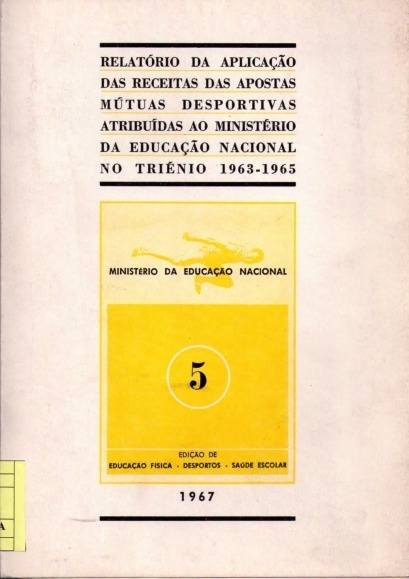 RELATÓRIO DA APLICAÇÃO
DAS RECEITAS DAS APOSTAS
MÚTUAS DESPORTIVAS
ATRIBUÍDAS AO MINISTÉRIO
DA EDUCAÇÃO NACIONAL
NO TRIÉNIO 1963-1965
MINISTÉRIO DA EDUCAÇÃO NACIONAL
5
EDIÇÃO DE
EDUCAÇÃO FÍSICA - DESPORTOS - SAÚDE ESCOLAR
1967
A